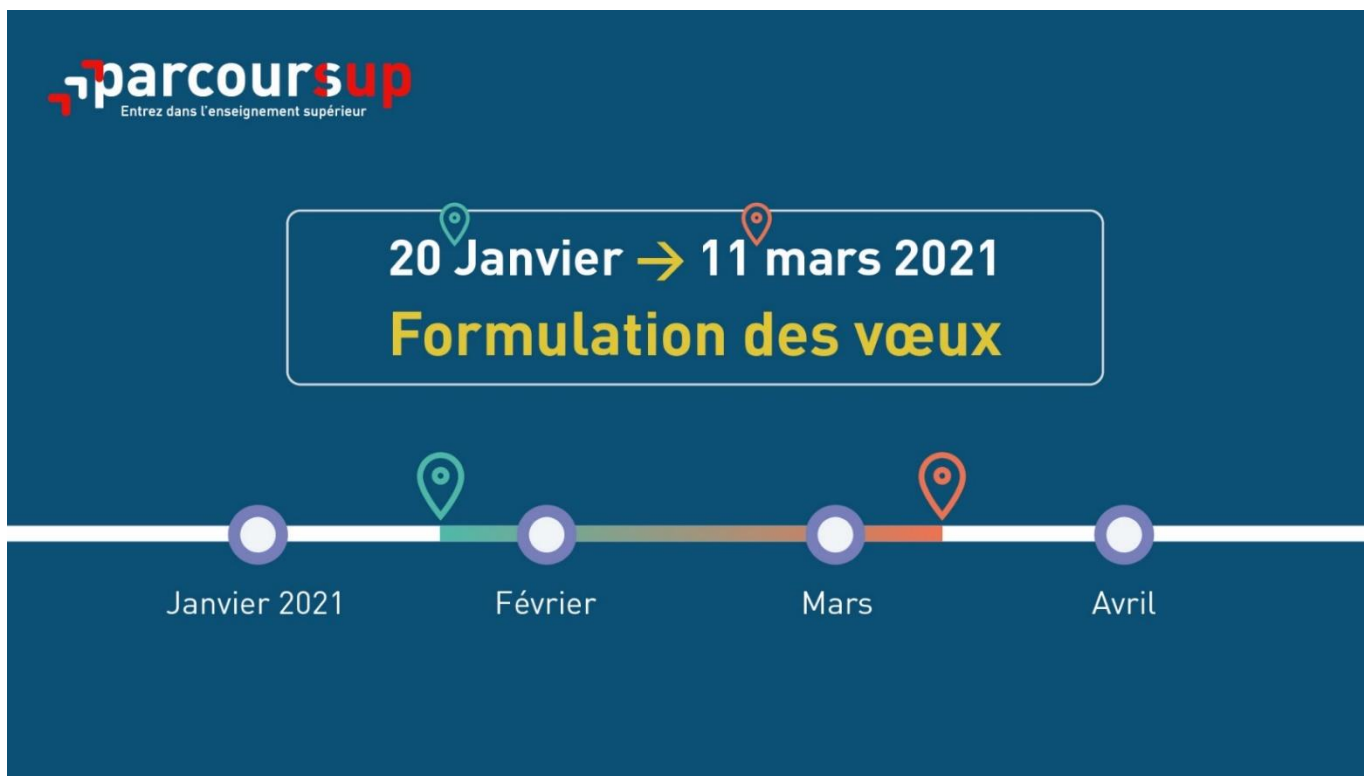 parcoursup
Entrez dans l'enseignement supérieur
20 Janvier → 11 mars 2021
Formulation des vœux
Janvier 2021
Février
Mars
Avril